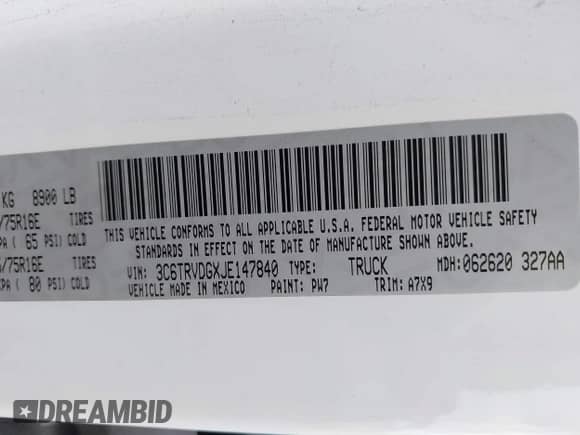 KG 8900 LB
/75R16E TIRES
PA ( 65 PSI) COLD
/75R16E TIRES
KPA ( 80 PSI) COLD
THIS VEHICLE CONFORMS TO ALL APPLICABLE U.S.A. FEDERAL MOTOR VEHICLE SAFETY
STANDARDS IN EFFECT ON THE DATE OF MANUFACTURE SHOWN ABOVE.
VIN: 3C6TRVDGXJE147840 TYPE: TRUCK MDH:062620 327AA
VEHICLE MADE IN MEXICO PAINT: PW7 TRIM: A7X9
DREAMBID